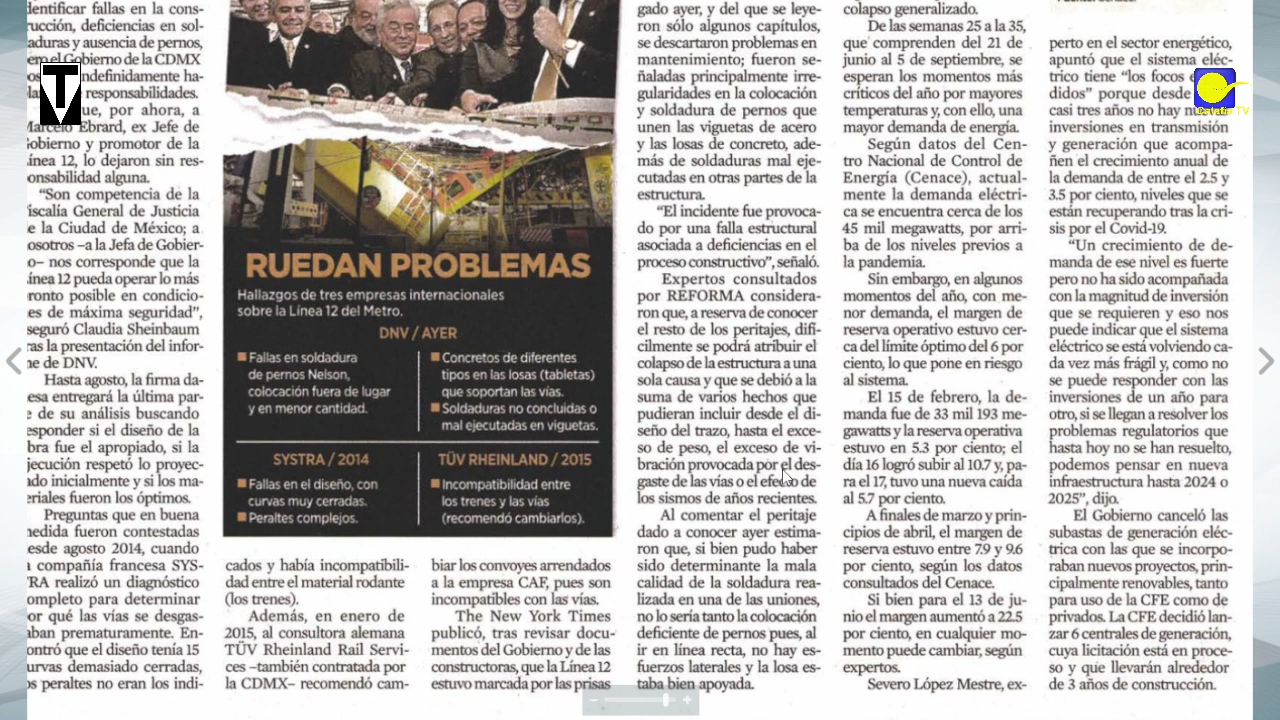 dentificar fallas en la cons-
rucción, deficiencias en sol-
aduras y ausencia de pernos,
ero el Gobierno de la CDMX
indefinidamente ha-
responsabilidades.
que, por ahora, a
Marcelo Ebrard, ex Jefe de
Gobierno y promotor de la
ínea 12, lo dejaron sin res-
onsabilidad alguna.
“Son competencia de la
iscalía General de Justicia
e la Ciudad de México; a
osotros –a la Jefa de Gobier-
o– nos corresponde que la
ínea 12 pueda operar lo más
ronto posible en condicio-
es de máxima seguridad”,
seguró Claudia Sheinbaum
ras la presentación del infor-
ne de DNV.
Hasta agosto, la firma da-
esa entregará la última par-
e de su análisis buscando
esponder si el diseño de la
bra fue el apropiado, si la
jecución respetó lo proyec-
ado inicialmente y si los ma-
eriales fueron los óptimos.
Preguntas que en buena
nedida fueron contestadas
esde agosto 2014, cuando
a compañía francesa SYS-
RA realizó un diagnóstico
ompleto para determinar
or qué las vías se desgas-
aban prematuramente. En-
ontró que el diseño tenía 15
urvas demasiado cerradas,
os peraltes no eran los indi-
RUEDAN PROBLEMAS
Hallazgos de tres empresas internacionales
sobre la Línea 12 del Metro.
DNV / AYER
Fallas en soldadura
de pernos Nelson,
colocación fuera de lugar
y en menor cantidad.
Concretos de diferentes
tipos en las losas (tabletas)
que soportan las vías.
Soldaduras no concluidas o
mal ejecutadas en viguetas.
SYSTRA / 2014
Fallas en el diseño, con
curvas muy cerradas.
Peraltes complejos.
TÜV RHEINLAND / 2015
Incompatibilidad entre
los trenes y las vías
(recomendó cambiarlos).
cados y había incompatibili-
dad entre el material rodante
(los trenes).
Además, en enero de
2015, al consultora alemana
TÜV Rheinland Rail Servi-
ces –también contratada por
la CDMX– recomendó cam-
biar los convoyes arrendados
a la empresa CAF, pues son
incompatibles con las vías.
The New York Times
publicó, tras revisar docu-
mentos del Gobierno y de las
constructoras, que la Línea 12
estuvo marcada por las prisas
gado ayer, y del que se leye-
ron sólo algunos capítulos,
se descartaron problemas en
mantenimiento; fueron se-
ñaladas principalmente irre-
gularidades en la colocación
y soldadura de pernos que
unen las viguetas de acero
y las losas de concreto, ade-
más de soldaduras mal eje-
cutadas en otras partes de la
estructura.
“El incidente fue provoca-
do por una falla estructural
asociada a deficiencias en el
proceso constructivo”, señaló.
Expertos consultados
por REFORMA considera-
ron que, a reserva de conocer
el resto de los peritajes, difí-
cilmente se podrá atribuir el
colapso de la estructura a una
sola causa y que se debió a la
suma de varios hechos que
pudieran incluir desde el di-
seño del trazo, hasta el exce-
so de peso, el exceso de vi-
bración provocada por el des-
gaste de las vías o el efecto de
los sismos de años recientes.
Al comentar el peritaje
dado a conocer ayer estima-
ron que, si bien pudo haber
sido determinante la mala
calidad de la soldadura rea-
lizada en una de las uniones,
no lo sería tanto la colocación
deficiente de pernos pues, al
ir en línea recta, no hay es-
fuerzos laterales y la losa es-
taba bien apoyada.
colapso generalizado.
De las semanas 25 a la 35,
que comprenden del 21 de
junio al 5 de septiembre, se
esperan los momentos más
críticos del año por mayores
temperaturas y, con ello, una
mayor demanda de energía.
Según datos del Cen-
tro Nacional de Control de
Energía (Cenace), actual-
mente la demanda eléctri-
ca se encuentra cerca de los
45 mil megawatts, por arri-
ba de los niveles previos a
la pandemia.
Sin embargo, en algunos
momentos del año, con me-
nor demanda, el margen de
reserva operativo estuvo cer-
ca del límite óptimo del 6 por
ciento, lo que pone en riesgo
al sistema.
El 15 de febrero, la de-
manda fue de 33 mil 193 me-
gawatts y la reserva operativa
estuvo en 5.3 por ciento; el
día 16 logró subir al 10.7 y, pa-
ra el 17, tuvo una nueva caída
al 5.7 por ciento.
A finales de marzo y prin-
cipios de abril, el margen de
reserva estuvo entre 7.9 y 9.6
por ciento, según los datos
consultados del Cenace.
Si bien para el 13 de ju-
nio el margen aumentó a 22.5
por ciento, en cualquier mo-
mento puede cambiar, según
expertos.
Severo López Mestre, ex-
perto en el sector energético,
apuntó que el sistema eléc-
trico tiene “los focos
didos” porque desde
casi tres años no hay
inversiones en transmisión
y generación que acompa-
ñen el crecimiento anual de
la demanda de entre el 2.5 y
3.5 por ciento, niveles que se
están recuperando tras la cri-
sis por el Covid-19.
“Un crecimiento de de-
manda de ese nivel es fuerte
pero no ha sido acompañada
con la magnitud de inversión
que se requieren y eso nos
puede indicar que el sistema
eléctrico se está volviendo ca-
da vez más frágil y, como no
se puede responder con las
inversiones de un año para
otro, si se llegan a resolver los
problemas regulatorios que
hasta hoy no se han resuelto,
podemos pensar en nueva
infraestructura hasta 2024 o
2025”, dijo.
El Gobierno canceló las
subastas de generación eléc-
trica con las que se incorpo-
raban nuevos proyectos, prin-
cipalmente renovables, tanto
para uso de la CFE como de
privados. La CFE decidió lan-
zar 6 centrales de generación,
cuya licitación está en proce-
so y que llevarán alrededor
de 3 años de construcción.